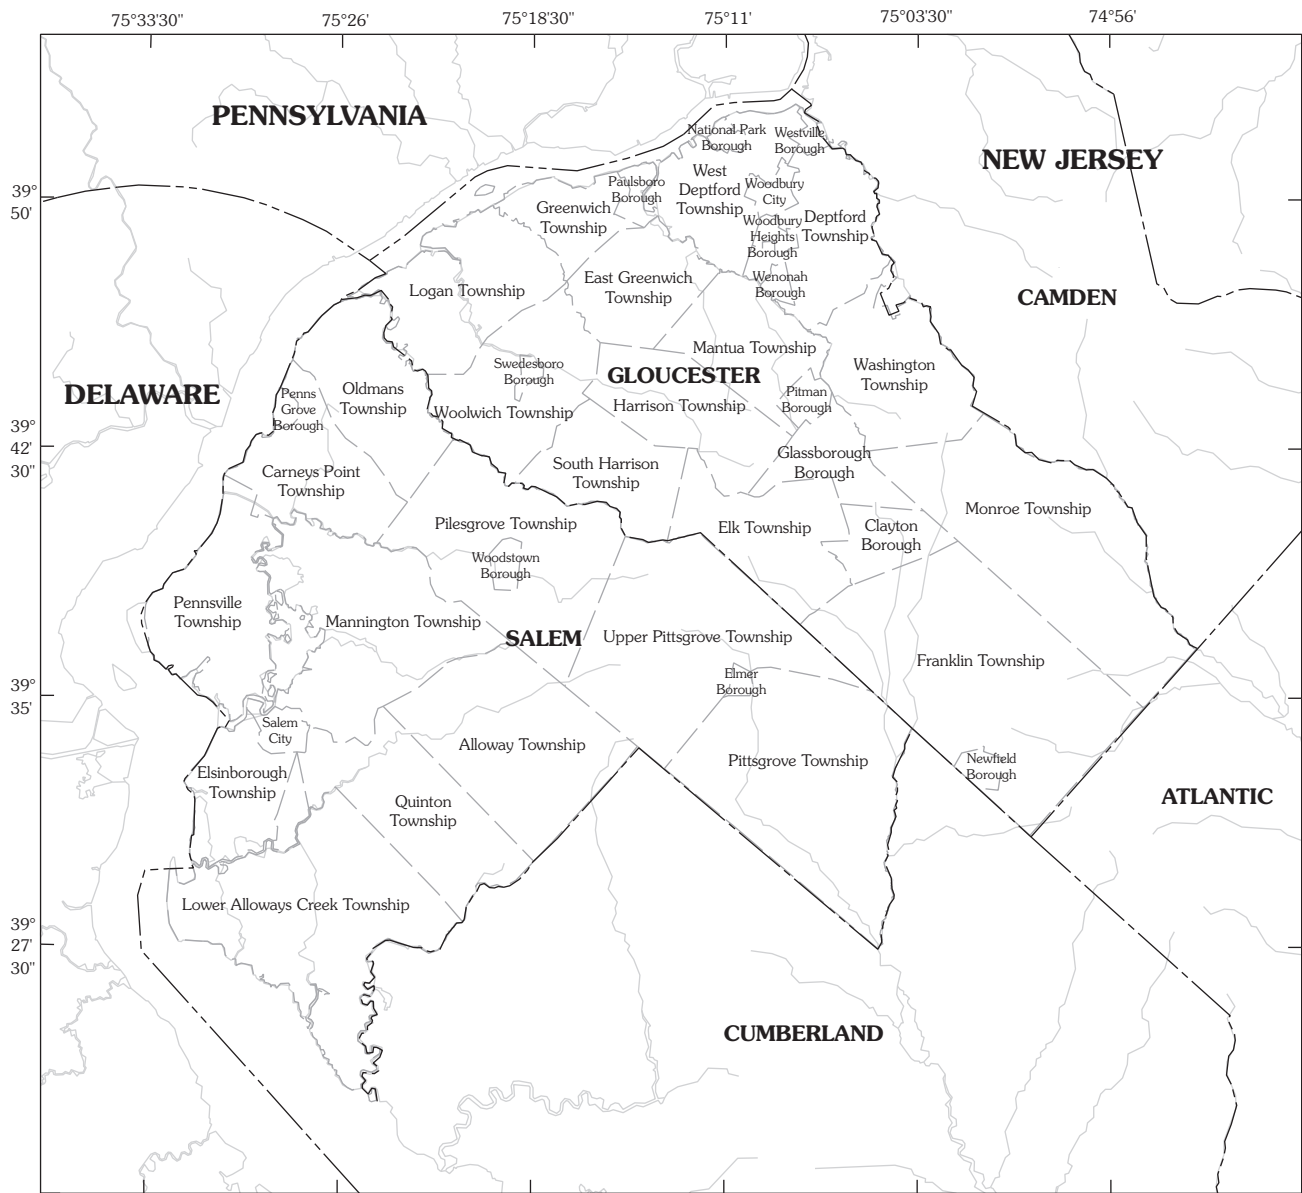 75°33'30"
75°26'
75°18'30"
75°11'
75°03'30"
74°56'
PENNSYLVANIA
NEW JERSEY
National Park
Borough
Westville
Borough
39°
50'
West
Deptford
Township
Paulsboro
Borough
Woodbury
City
Greenwich
Township
Woodbury
Heights
Borough
Deptford
Township
East Greenwich
Township
Wenonah
Borough
Logan Township
CAMDEN
Mantua Township
Swedesboro
Borough
GLOUCESTER
Washington
Township
DELAWARE
Oldmans
Township
Penns
Grove
Borough
Pitman
Borough
Woolwich Township
Harrison Township
39°
42'
30"
Carneys Point
Township
South Harrison
Township
Glassborough
Borough
Monroe Township
Pilesgrove Township
Elk Township
Clayton
Borough
Woodstown
Borough
Pennsville
Township
Mannington Township
SALEM
Upper Pittsgrove Township
Franklin Township
39°
35'
Elmer
Borough
Salem
City
Alloway Township
Elsinborough
Township
Pittsgrove Township
Newfield
Borough
ATLANTIC
Quinton
Township
Lower Alloways Creek Township
39°
27'
30"
CUMBERLAND